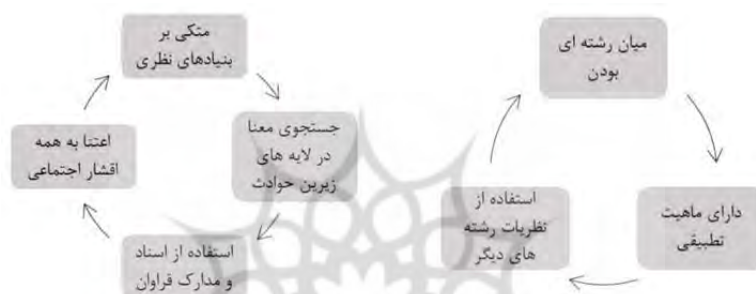 میان رشته ای
بودن
دارای ماهیت
تطبیقی
استفاده از
نظریات رشته
های دیگر
متکی بر
بنیادهای نظری
جستجوی معنا
در لایه های
زیرین حوادث
استفاده از اسناد
و مدارک فراوان
اعتنا به همه
اقشار اجتماعی